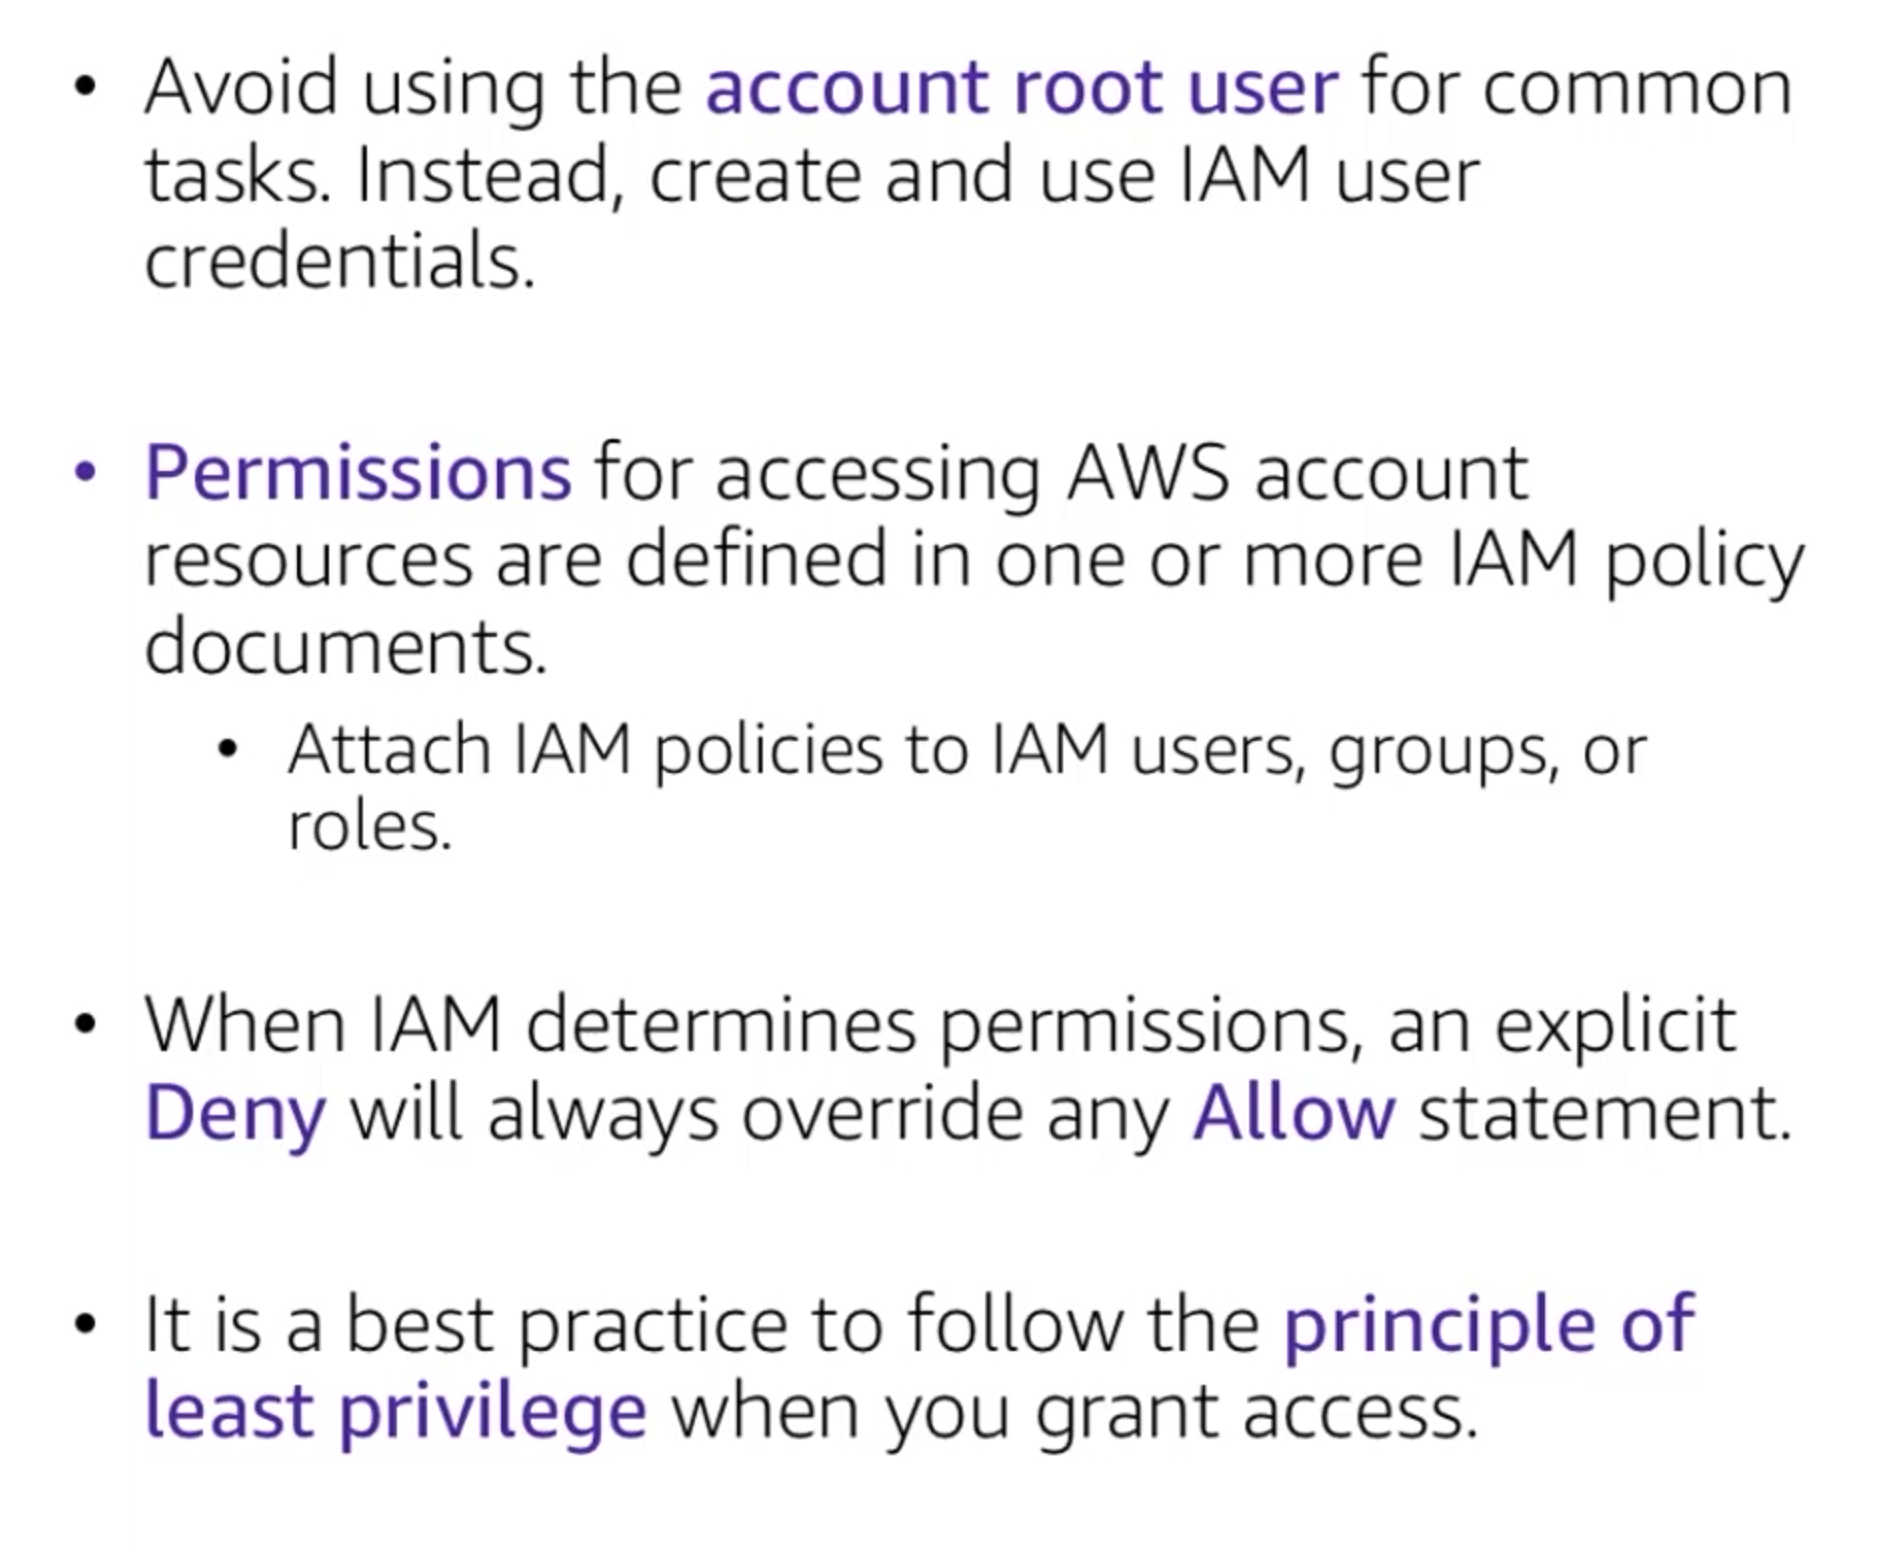 • Avoid using the account root user for common
tasks. Instead, create and use IAM user
credentials.
• Permissions for accessing AWS account
resources are defined in one or more IAM policy
documents.
• Attach IAM policies to IAM users, groups, or
roles.
• When IAM determines permissions, an explicit
Deny will always override any Allow statement.
• It is a best practice to follow the principle of
least privilege when you grant access.